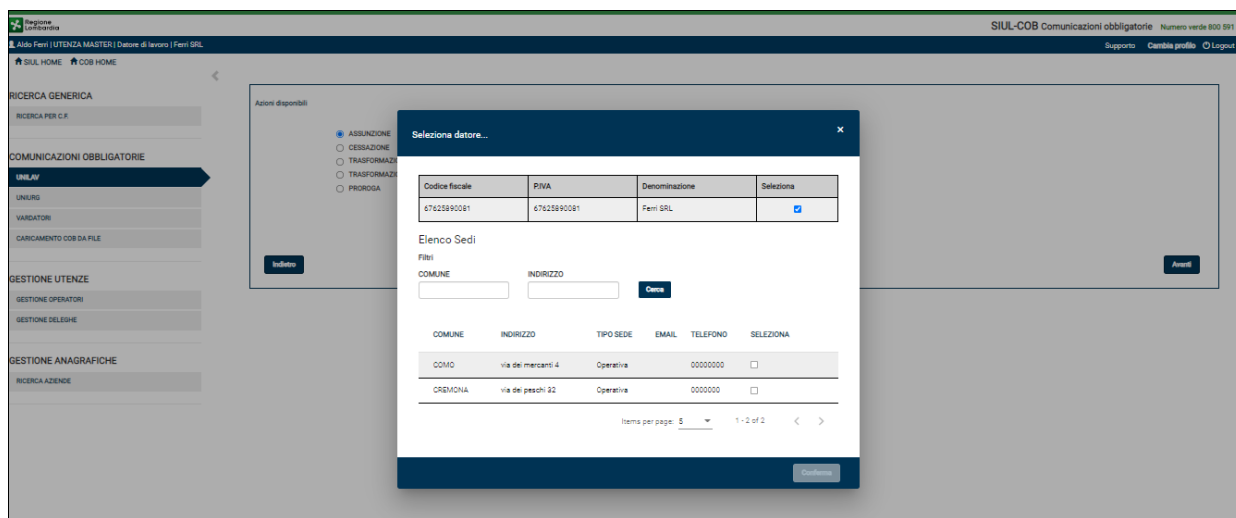 Regione
Lombardia
SIUL-COB Comunicazioni obbligatorie Numero verde 800 591
Aldo Ferri | UTENZA MASTER | Datore di lavoro | Ferri SRL
Supporto Cambia profilo Logout
SIUL HOME COB HOME
RICERCA GENERICA
RICERCA PER C.F.
COMUNICAZIONI OBBLIGATORIE
UNILAV
UNIURG
VARDATORI
CARICAMENTO COB DA FILE
GESTIONE UTENZE
GESTIONE OPERATORI
GESTIONE DELEGHE
GESTIONE ANAGRAFICHE
RICERCA AZIENDE
Azioni disponibili
ASSUNZIONE
CESSAZIONE
TRASFORMAZI
TRASFORMAZI
PROROGA
Indietro
Avanti
Seleziona datore... ×
Codice fiscale P.IVA Denominazione Seleziona
67625890081 67625890081 Ferri SRL
Elenco Sedi
Filtri
COMUNE INDIRIZZO
Cerca
COMUNE INDIRIZZO TIPO SEDE EMAIL TELEFONO SELEZIONA
COMO via dei mercanti 4 Operativa 00000000
CREMONA via dei peschi 32 Operativa 0000000
Items per page: 5 1 - 2 of 2
Conferma